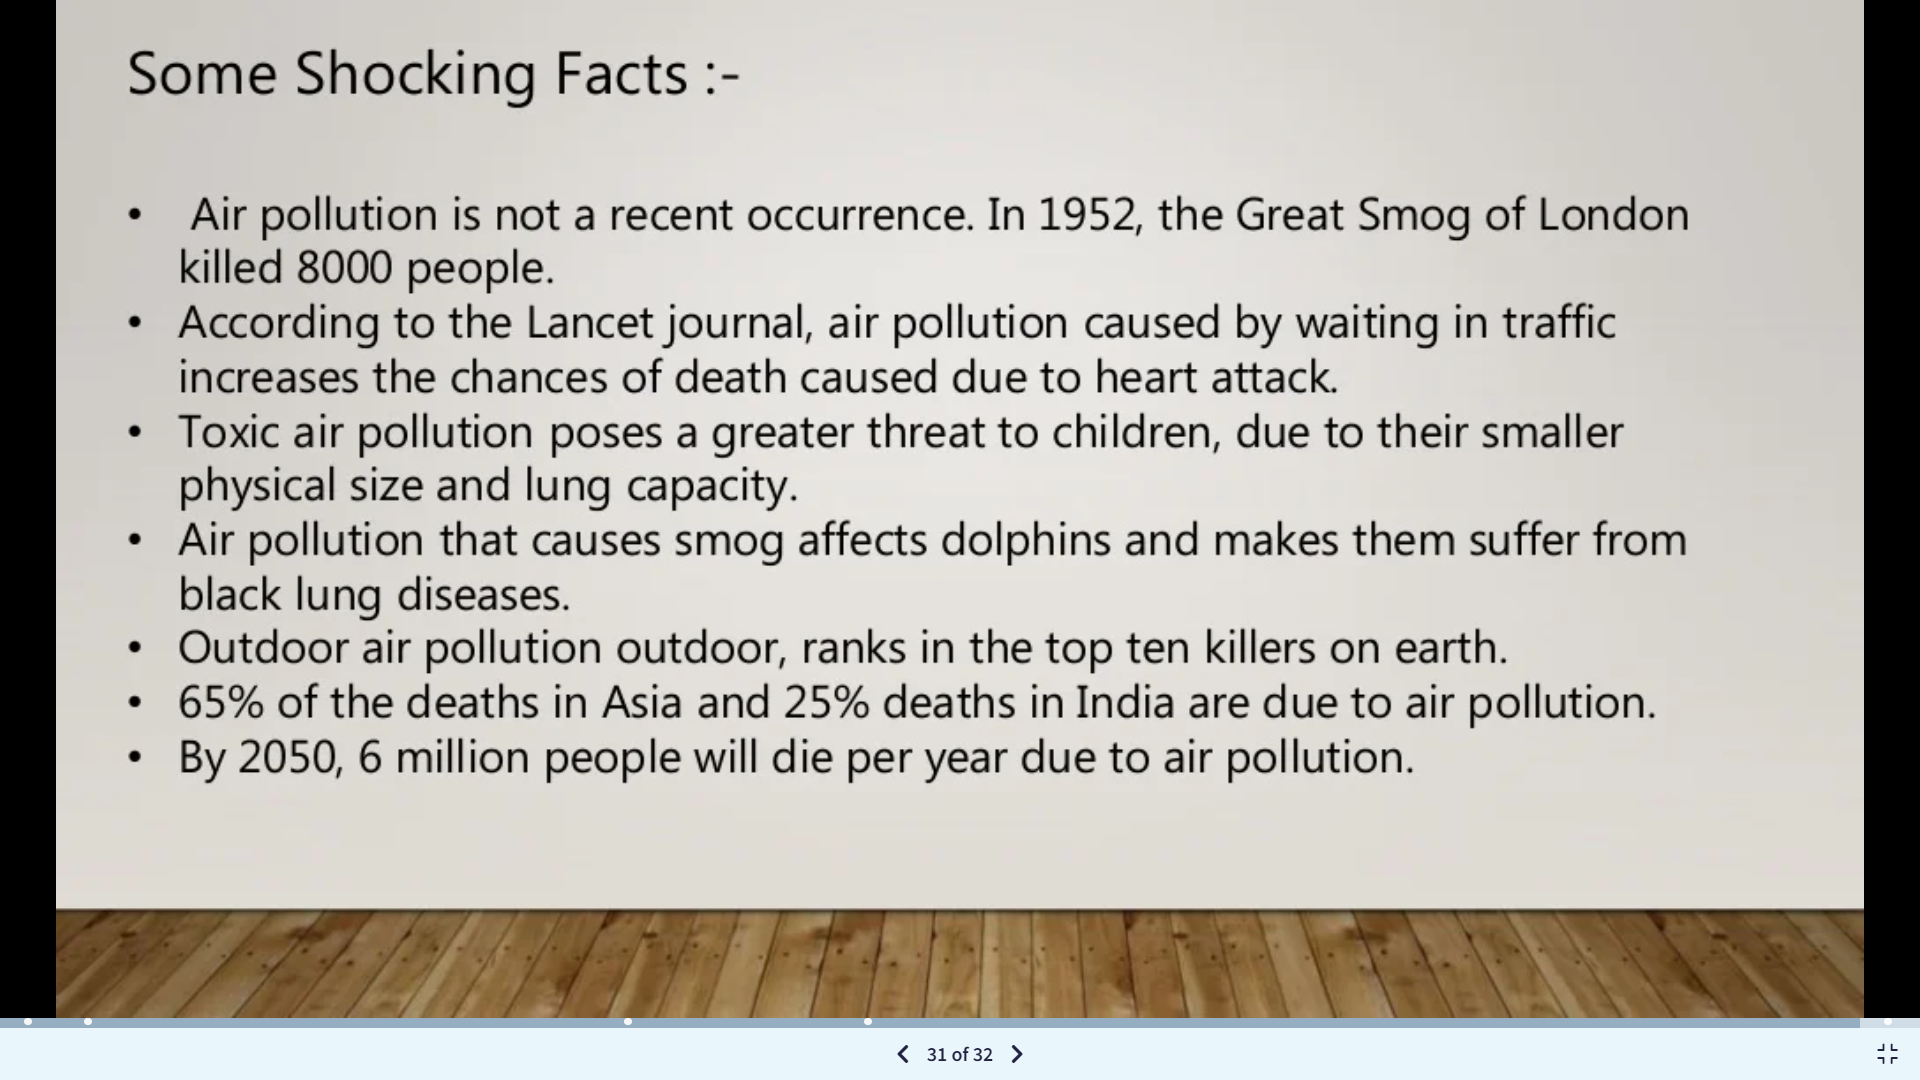 Some Shocking Facts :-
• Air pollution is not a recent occurrence. In 1952, the Great Smog of London
killed 8000 people.
• According to the Lancet journal, air pollution caused by waiting in traffic
increases the chances of death caused due to heart attack.
• Toxic air pollution poses a greater threat to children, due to their smaller
physical size and lung capacity.
• Air pollution that causes smog affects dolphins and makes them suffer from
black lung diseases.
• Outdoor air pollution outdoor, ranks in the top ten killers on earth.
• 65% of the deaths in Asia and 25% deaths in India are due to air pollution.
• By 2050, 6 million people will die per year due to air pollution.
31 of 32